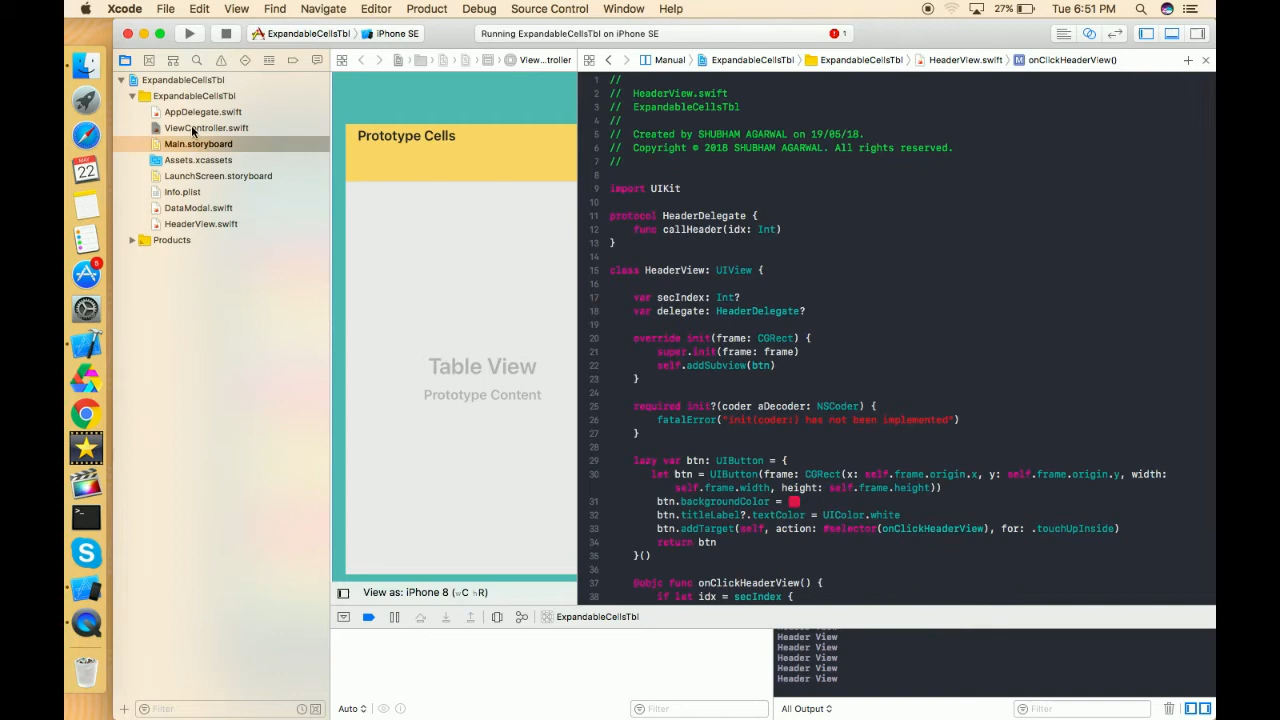 Xcode File Edit View Find Navigate Editor Product Debug Source Control Window Help 27% Tue 6:51 PM
ExpandableCellsTbl iPhone SE Running ExpandableCellsTbl on iPhone SE 1
View...troller Manual ExpandableCellsTbl ExpandableCellsTbl HeaderView.swift M onClickHeaderView()
ExpandableCellsTbl
ExpandableCellsTbl
AppDelegate.swift
ViewController.swift
Main.storyboard
Assets.xcassets
LaunchScreen.storyboard
Info.plist
DataModal.swift
HeaderView.swift
Products
MAY
22
5
Filter
Prototype Cells
Table View
Prototype Content
View as: iPhone 8 (wC hR)
1 //
2 // HeaderView.swift
3 // ExpandableCellsTbl
4 //
5 // Created by SHUBHAM AGARWAL on 19/05/18.
6 // Copyright © 2018 SHUBHAM AGARWAL. All rights reserved.
7 //
8
9 import UIKit
10
11 protocol HeaderDelegate {
12 func callHeader(idx: Int)
13 }
14
15 class HeaderView: UIView {
16
17 var secIndex: Int?
18 var delegate: HeaderDelegate?
19
20 override init(frame: CGRect) {
21 super.init(frame: frame)
22 self.addSubview(btn)
23 }
24
25 required init?(coder aDecoder: NSCoder) {
26 fatalError("init(coder:) has not been implemented")
27 }
28
29 lazy var btn: UIButton = {
30 let btn = UIButton(frame: CGRect(x: self.frame.origin.x, y: self.frame.origin.y, width:
self.frame.width, height: self.frame.height))
31 btn.backgroundColor =
32 btn.titleLabel?.textColor = UIColor.white
33 btn.addTarget(self, action: #selector(onClickHeaderView), for: .touchUpInside)
34 return btn
35 }()
36
37 @objc func onClickHeaderView() {
38 if let idx = secIndex {
ExpandableCellsTbl
Header View
Header View
Header View
Header View
Header View
Auto Filter All Output Filter